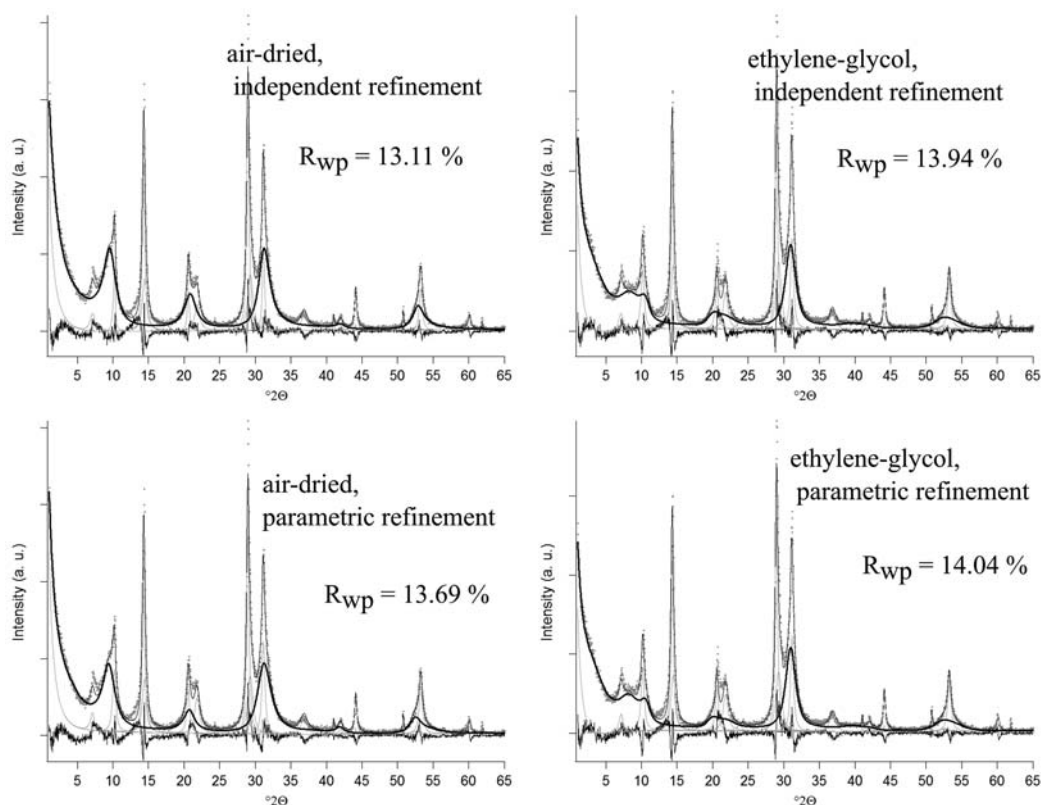 air-dried,
independent refinement
Rwp = 13.11 %
Intensity (a. u.)
5 10 15 20 25 30 35 40 45 50 55 60 65
°2Θ
ethylene-glycol,
independent refinement
Rwp = 13.94 %
Intensity (a. u.)
5 10 15 20 25 30 35 40 45 50 55 60 65
°2Θ
air-dried,
parametric refinement
Rwp = 13.69 %
Intensity (a. u.)
5 10 15 20 25 30 35 40 45 50 55 60 65
°2Θ
ethylene-glycol,
parametric refinement
Rwp = 14.04 %
Intensity (a. u.)
5 10 15 20 25 30 35 40 45 50 55 60 65
°2Θ